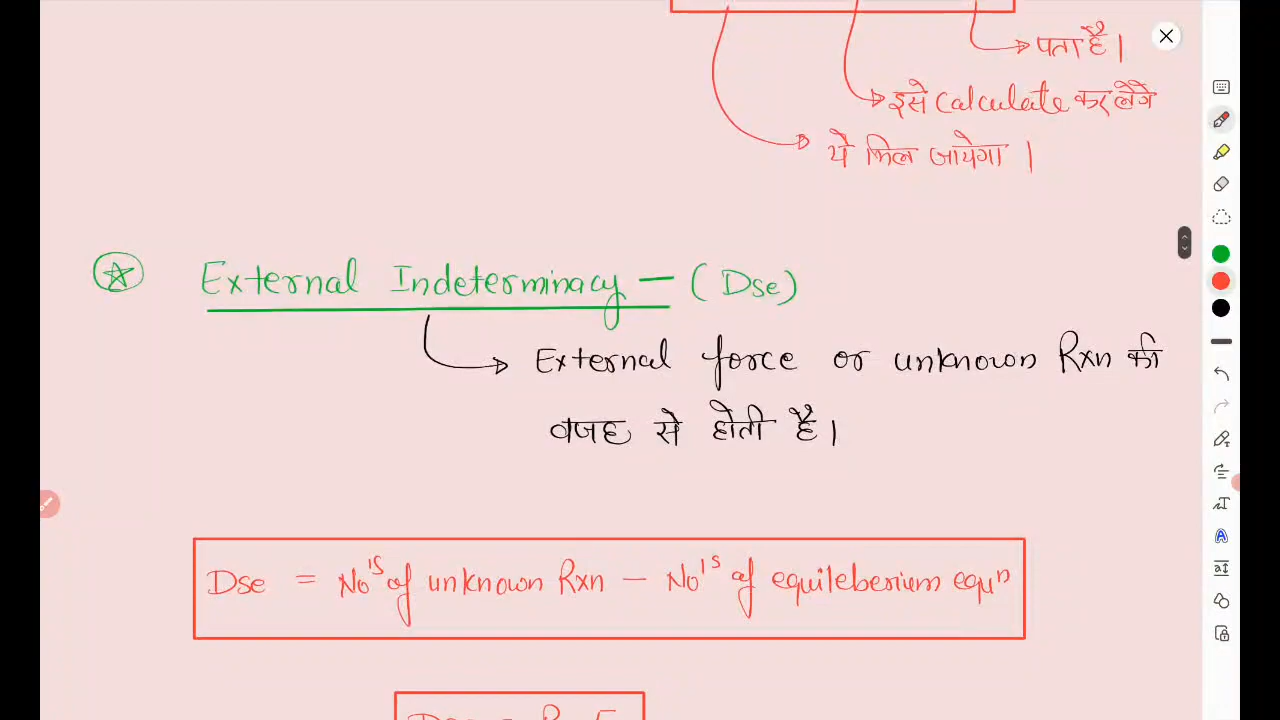 पता है।
इसे Calculate कर लेंगे
ये मिल जायेगा।
External Indeterminacy - (Dse)
External force or unknown Rxn की
वजह से होती है।
Dse = No's of unknown Rxn - No's of equileberium equⁿ